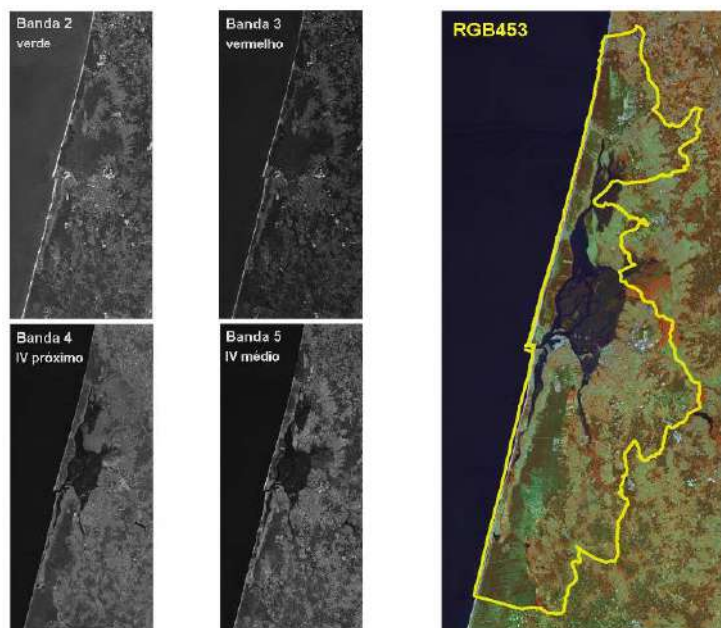 Banda 2
verde
Banda 3
vermelho
RGB453
Banda 4
IV próximo
Banda 5
IV médio